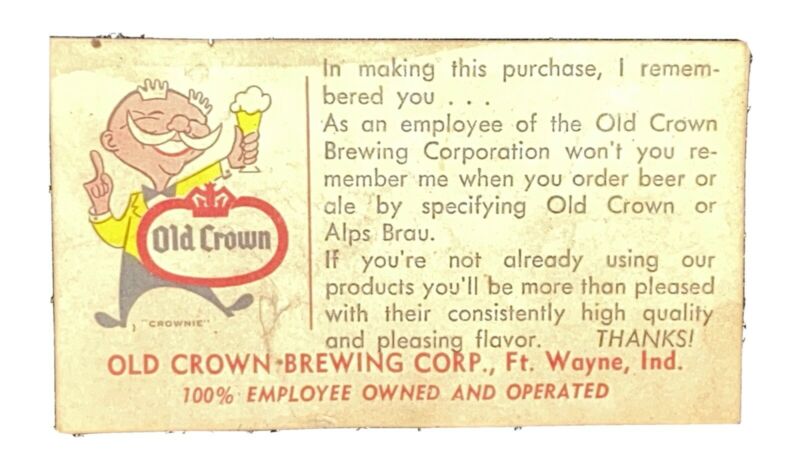 In making this purchase, I remem-
bered you . . .
As an employee of the Old Crown
Brewing Corporation won't you re-
member me when you order beer or
ale by specifying Old Crown or
Alps Brau.
If you're not already using our
products you'll be more than pleased
with their consistently high quality
and pleasing flavor. THANKS!
Old Crown
"CROWNIE"
OLD CROWN BREWING CORP., Ft. Wayne, Ind.
100% EMPLOYEE OWNED AND OPERATED